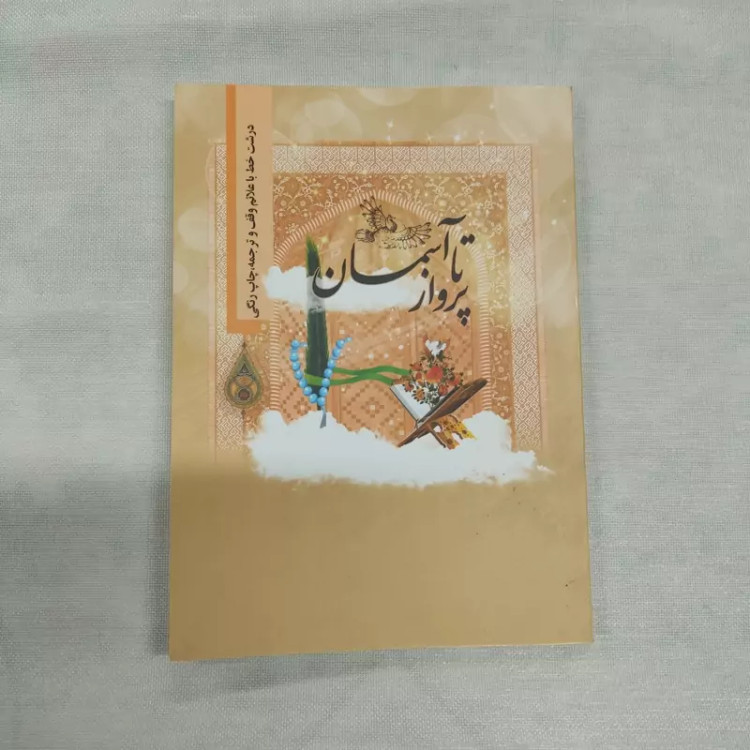 پرواز تا آسمان
درشت خط با علائم وقف و ترجمه،چاپ رنگی